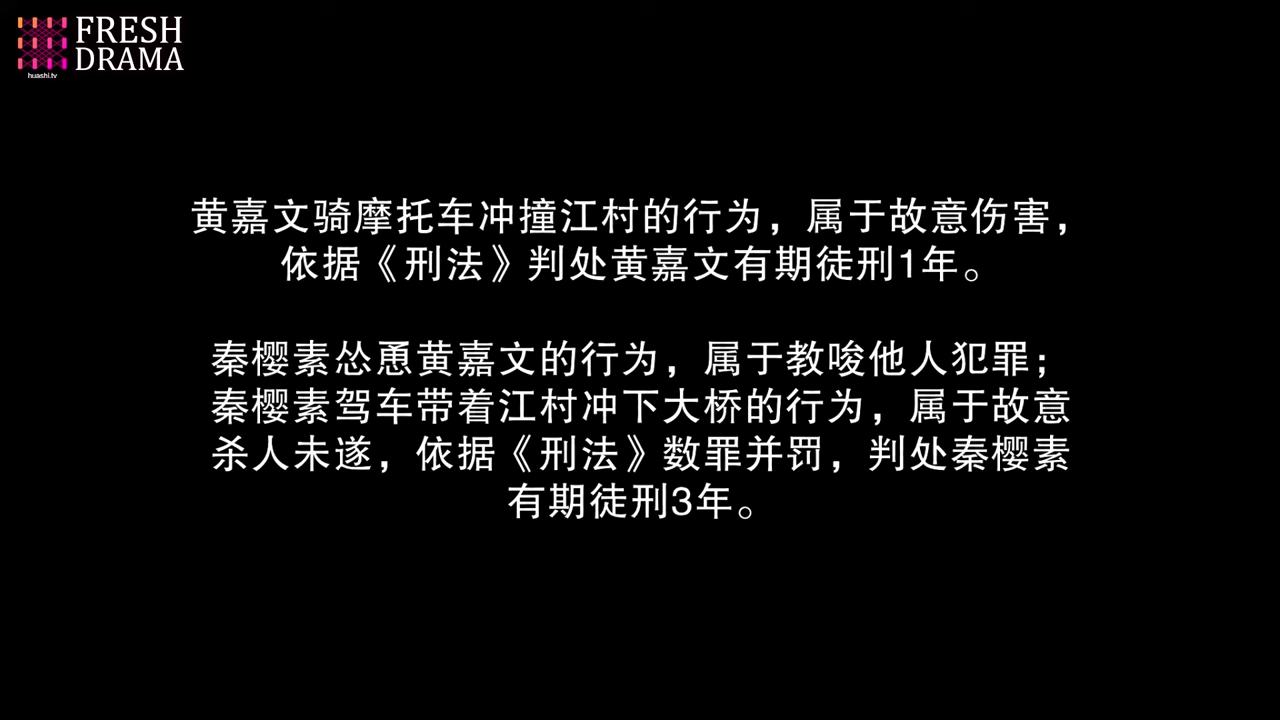 FRESH
DRAMA
huashi.tv
黄嘉文骑摩托车冲撞江村的行为，属于故意伤害，
依据《刑法》判处黄嘉文有期徒刑1年。
秦樱素怂恿黄嘉文的行为，属于教唆他人犯罪；
秦樱素驾车带着江村冲下大桥的行为，属于故意
杀人未遂，依据《刑法》数罪并罚，判处秦樱素
有期徒刑3年。